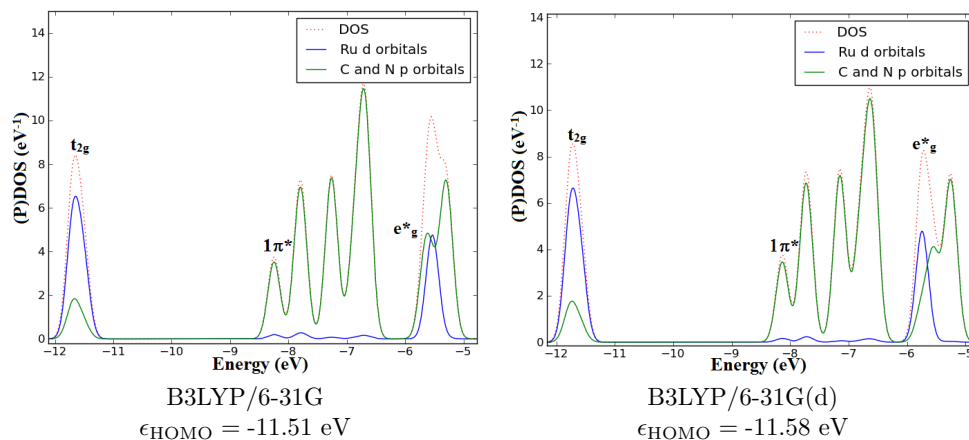 DOS
Ru d orbitals
C and N p orbitals
t2g
1π*
e*g
(P)DOS (eV-1)
14
12
10
8
6
4
2
0
−12 −11 −10 −9 −8 −7 −6 −5
Energy (eV)
B3LYP/6-31G
ϵHOMO = -11.51 eV
DOS
Ru d orbitals
C and N p orbitals
t2g
1π*
e*g
(P)DOS (eV-1)
14
12
10
8
6
4
2
0
−12 −11 −10 −9 −8 −7 −6 −5
Energy (eV)
B3LYP/6-31G(d)
ϵHOMO = -11.58 eV